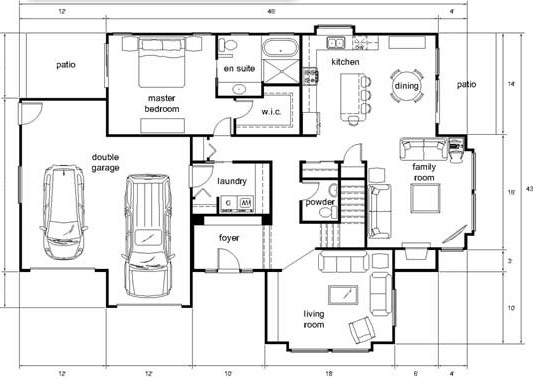 12'
48
4'
patio
en suite
kitchen
dining
patio
14'
master
bedroom
w.i.c.
double
garage
family
room
laundry
16'
43
powder
foyer
3'
living
room
10'
12'
12'
10'
18'
6'
4'